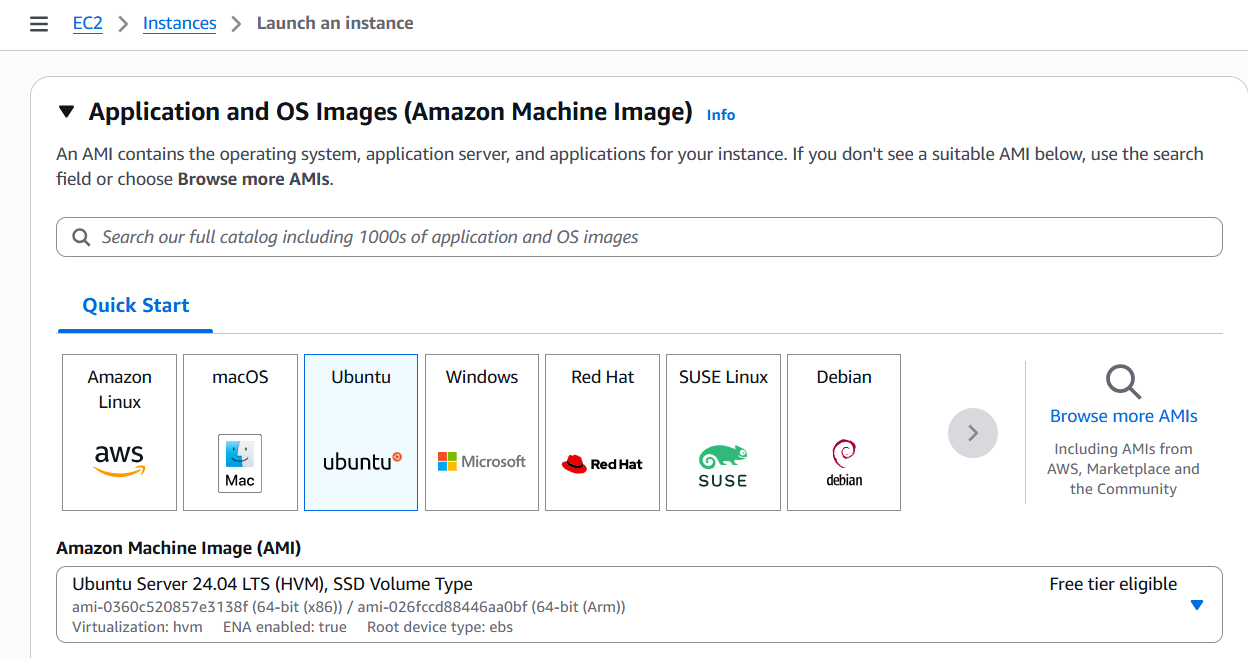 EC2 > Instances > Launch an instance
Application and OS Images (Amazon Machine Image) Info
An AMI contains the operating system, application server, and applications for your instance. If you don't see a suitable AMI below, use the search
field or choose Browse more AMIs.
Search our full catalog including 1000s of application and OS images
Quick Start
Amazon
Linux
aws
macOS
Mac
Ubuntu
ubuntu
Windows
Microsoft
Red Hat
Red Hat
SUSE Linux
SUSE
Debian
debian
Browse more AMIs
Including AMIs from
AWS, Marketplace and
the Community
Amazon Machine Image (AMI)
Ubuntu Server 24.04 LTS (HVM), SSD Volume Type
Free tier eligible
ami-0360c520857e3138f (64-bit (x86)) / ami-026fccd88446aa0bf (64-bit (Arm))
Virtualization: hvm ENA enabled: true Root device type: ebs